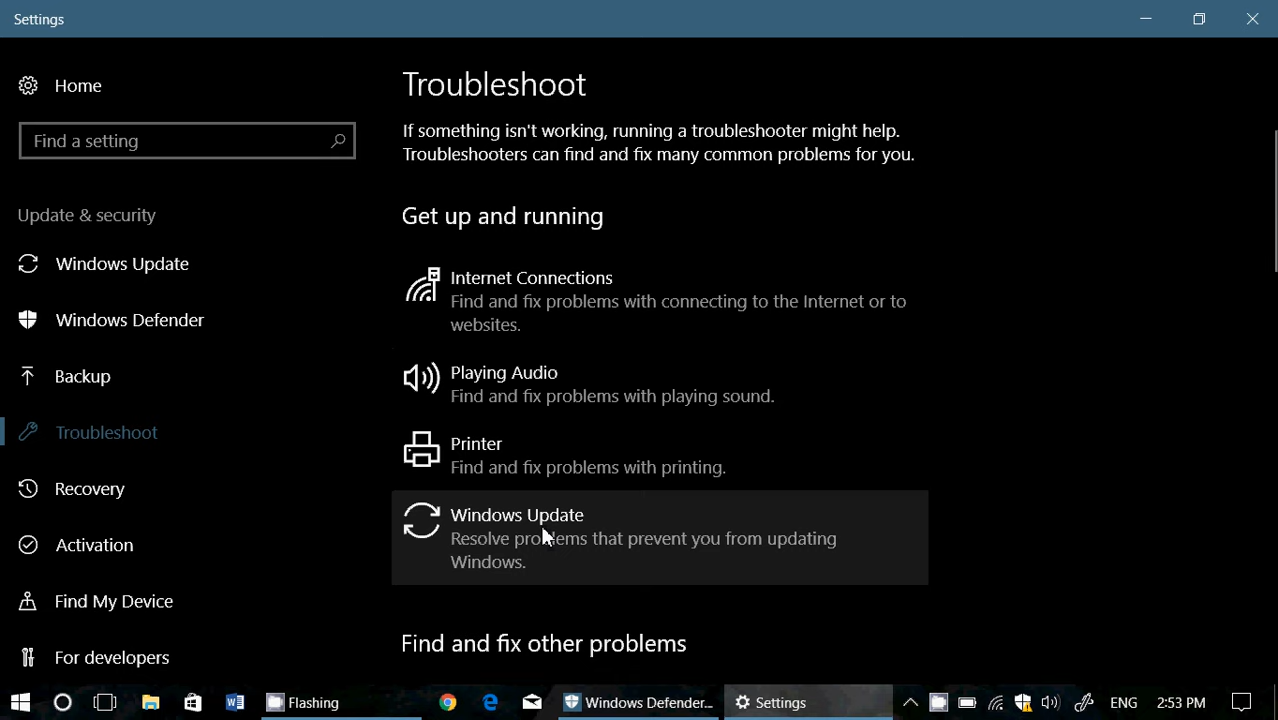 Settings
Home
Find a setting
Update & security
Windows Update
Windows Defender
Backup
Troubleshoot
Recovery
Activation
Find My Device
For developers
Troubleshoot
If something isn't working, running a troubleshooter might help.
Troubleshooters can find and fix many common problems for you.
Get up and running
Internet Connections
Find and fix problems with connecting to the Internet or to
websites.
Playing Audio
Find and fix problems with playing sound.
Printer
Find and fix problems with printing.
Windows Update
Resolve problems that prevent you from updating
Windows.
Find and fix other problems
Flashing
Windows Defender...
Settings
ENG
2:53 PM